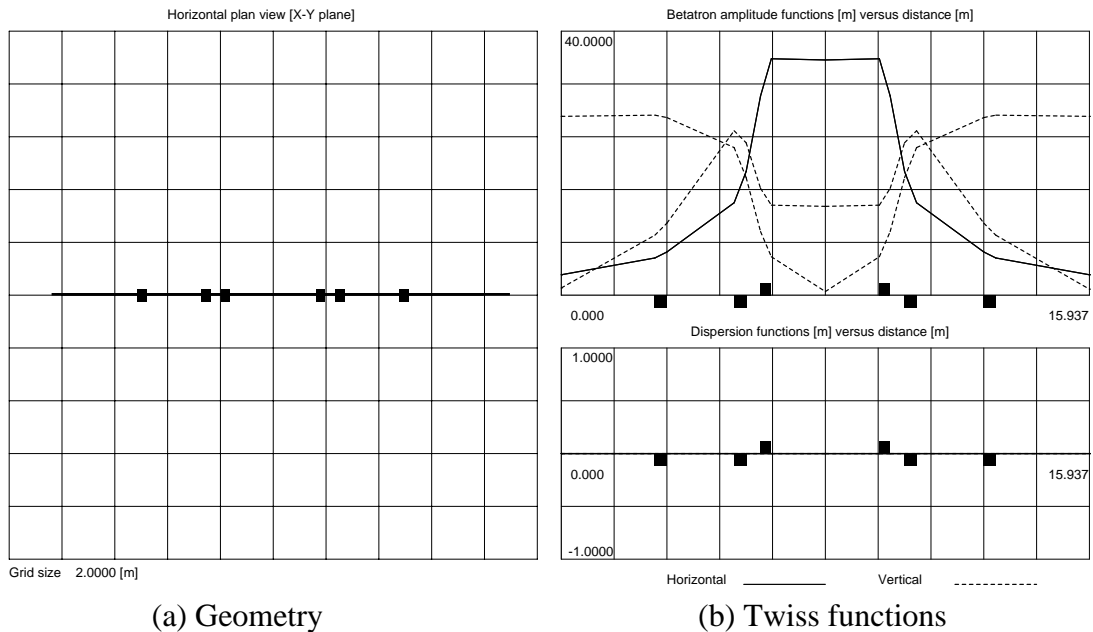 Horizontal plan view [X-Y plane]
Grid size 2.0000 [m]
(a) Geometry
Betatron amplitude functions [m] versus distance [m]
40.0000
0.000 15.937
Dispersion functions [m] versus distance [m]
1.0000
0.000 15.937
-1.0000
Horizontal Vertical
(b) Twiss functions